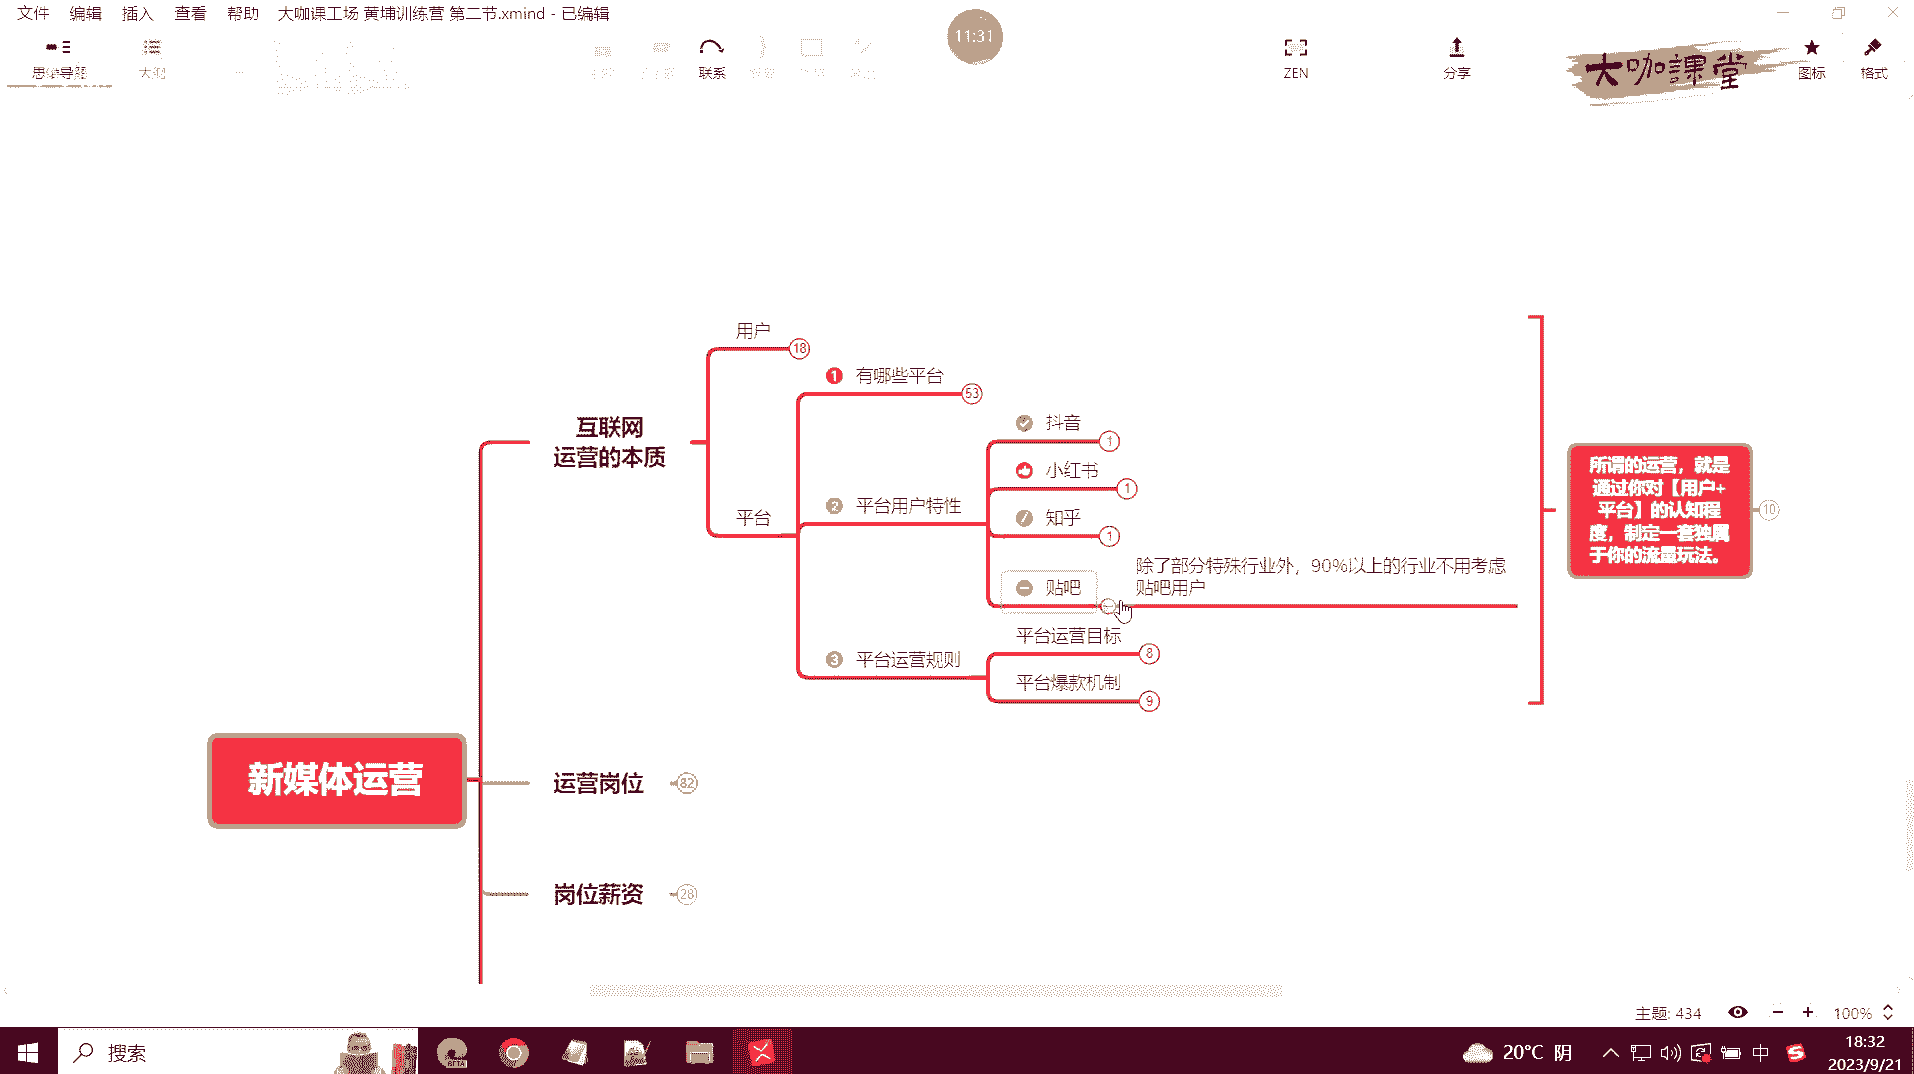 文件 编辑 插入 查看 帮助 大咖课工场 黄埔训练营 第二节.xmind - 已编辑
11:31
思维导图
大纲
联系
ZEN
分享
大咖課堂
图标
格式
用户
18
1 有哪些平台
53
抖音
1
互联网
运营的本质
小红书
1
所谓的运营，就是
通过你对【用户+
平台】的认知程
度，制定一套独属
于你的流量玩法。
10
2 平台用户特性
平台
知乎
1
除了部分特殊行业外，90%以上的行业不用考虑
贴吧用户
贴吧
平台运营目标
8
3 平台运营规则
平台爆款机制
9
新媒体运营
运营岗位
82
岗位薪资
28
主题: 434
100%
搜索
BETA
20°C 阴
中
18:32
2023/9/21